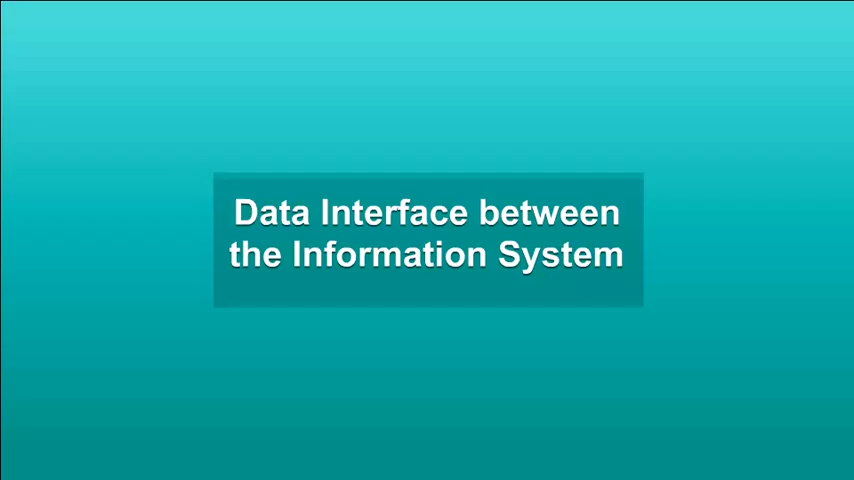 Data Interface between
the Information System